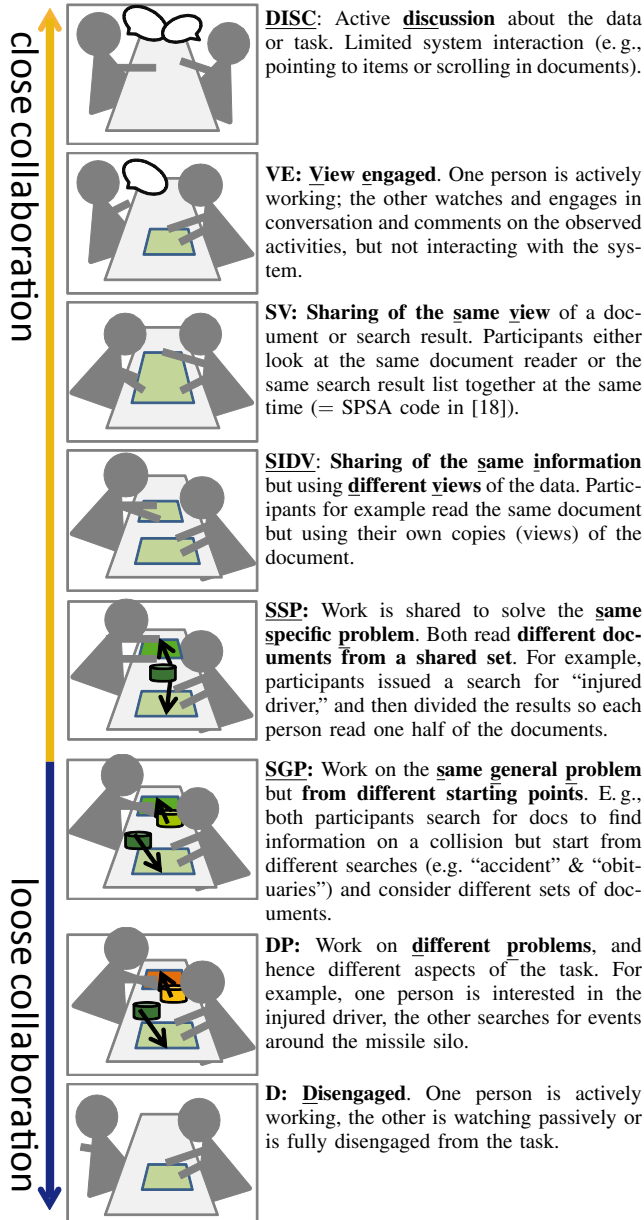 close collaboration
loose collaboration
DISC: Active discussion about the data
or task. Limited system interaction (e. g.,
pointing to items or scrolling in documents).
VE: View engaged. One person is actively
working; the other watches and engages in
conversation and comments on the observed
activities, but not interacting with the sys-
tem.
SV: Sharing of the same view of a doc-
ument or search result. Participants either
look at the same document reader or the
same search result list together at the same
time (= SPSA code in [18]).
SIDV: Sharing of the same information
but using different views of the data. Partic-
ipants for example read the same document
but using their own copies (views) of the
document.
SSP: Work is shared to solve the same
specific problem. Both read different doc-
uments from a shared set. For example,
participants issued a search for “injured
driver,” and then divided the results so each
person read one half of the documents.
SGP: Work on the same general problem
but from different starting points. E. g.,
both participants search for docs to find
information on a collision but start from
different searches (e.g. “accident” & “obit-
uaries”) and consider different sets of doc-
uments.
DP: Work on different problems, and
hence different aspects of the task. For
example, one person is interested in the
injured driver, the other searches for events
around the missile silo.
D: Disengaged. One person is actively
working, the other is watching passively or
is fully disengaged from the task.